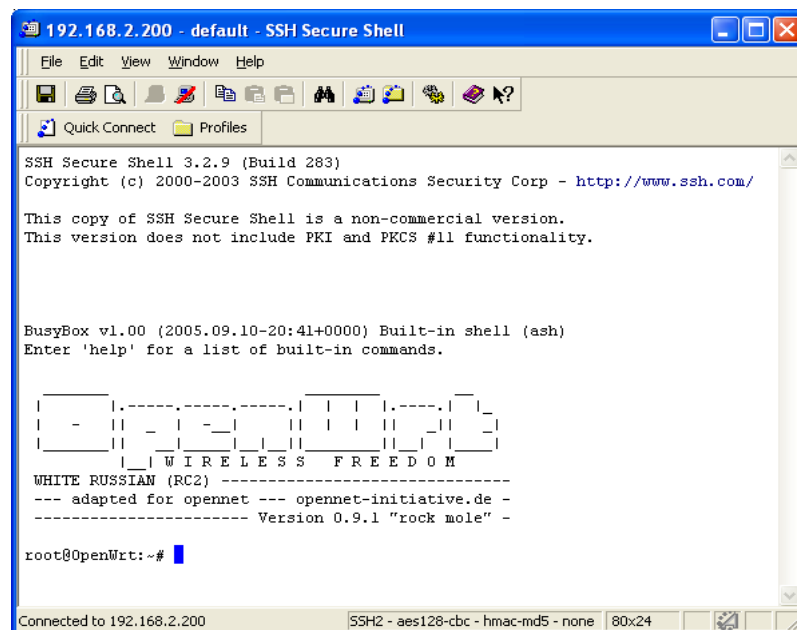 192.168.2.200 - default - SSH Secure Shell
File Edit View Window Help
Quick Connect Profiles
SSH Secure Shell 3.2.9 (Build 283)
Copyright (c) 2000-2003 SSH Communications Security Corp - http://www.ssh.com/
This copy of SSH Secure Shell is a non-commercial version.
This version does not include PKI and PKCS #11 functionality.
BusyBox v1.00 (2005.09.10-20:41+0000) Built-in shell (ash)
Enter 'help' for a list of built-in commands.
OpenWrt
W I R E L E S S   F R E E D O M
WHITE RUSSIAN (RC2) -------------------------------
--- adapted for opennet --- opennet-initiative.de -
----------------------- Version 0.9.1 "rock mole" -
root@OpenWrt:~#
Connected to 192.168.2.200 SSH2 - aes128-cbc - hmac-md5 - none 80x24